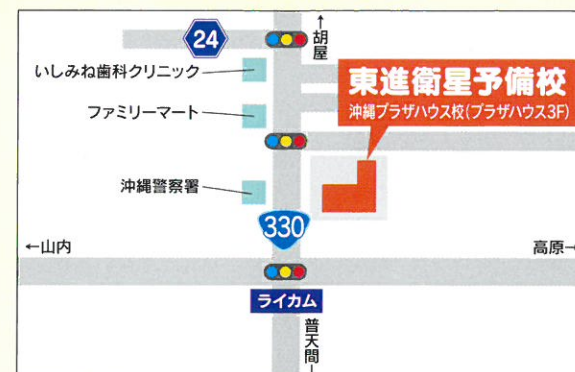 ↑胡屋
24
いしみね歯科クリニック
東進衛星予備校
沖縄プラザハウス校(プラザハウス3F)
ファミリーマート
沖縄警察署
330
←山内
高原→
ライカム
普天間↓